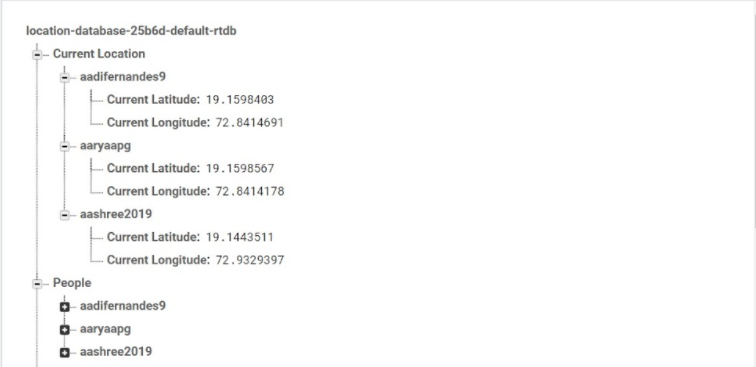 location-database-25b6d-default-rtdb
Current Location
aadifernandes9
Current Latitude: 19.1598403
Current Longitude: 72.8414691
aaryaapg
Current Latitude: 19.1598567
Current Longitude: 72.8414178
aashree2019
Current Latitude: 19.1443511
Current Longitude: 72.9329397
People
aadifernandes9
aaryaapg
aashree2019